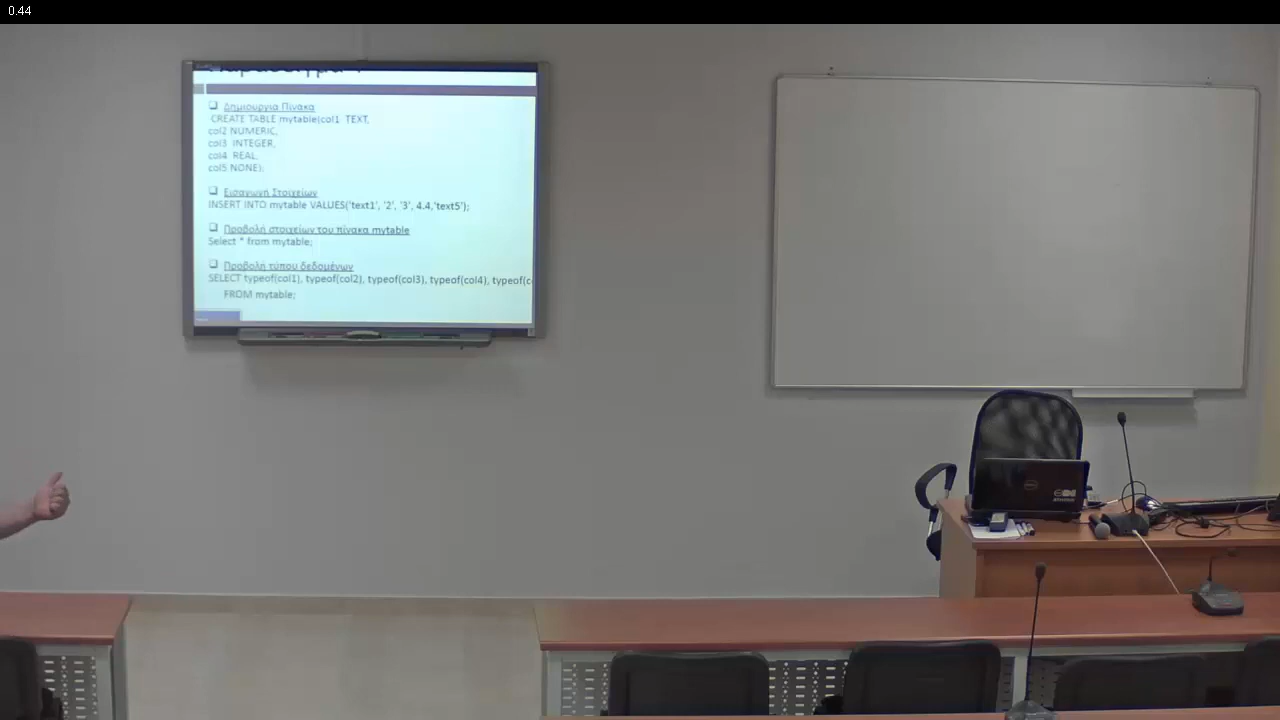 0.44
Παράδειγμα
Δημιουργια Πίνακα
CREATE TABLE mytable(col1 TEXT,
col2 NUMERIC,
col3 INTEGER,
col4 REAL,
col5 NONE);
Εισαγωγή Στοιχείων
INSERT INTO mytable VALUES('text1', '2', '3', 4.4,'text5');
Προβολή στοιχείων του πίνακα mytable
Select * from mytable;
Προβολή τύπου δεδομένων
SELECT typeof(col1), typeof(col2), typeof(col3), typeof(col4), typeof(c
FROM mytable;